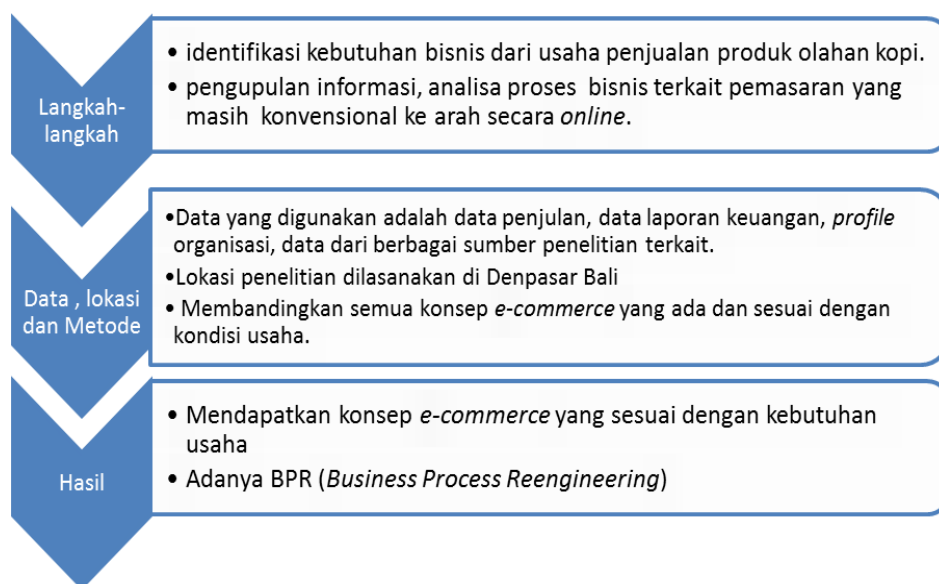 Langkah-
langkah
• identifikasi kebutuhan bisnis dari usaha penjualan produk olahan kopi.
• pengupulan informasi, analisa proses bisnis terkait pemasaran yang
masih konvensional ke arah secara online.
Data , lokasi
dan Metode
•Data yang digunakan adalah data penjulan, data laporan keuangan, profile
organisasi, data dari berbagai sumber penelitian terkait.
•Lokasi penelitian dilasanakan di Denpasar Bali
• Membandingkan semua konsep e-commerce yang ada dan sesuai dengan
kondisi usaha.
Hasil
• Mendapatkan konsep e-commerce yang sesuai dengan kebutuhan
usaha
• Adanya BPR (Business Process Reengineering)